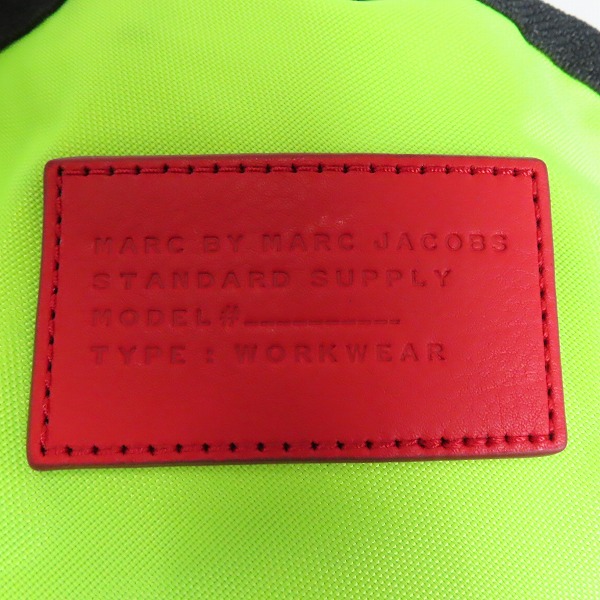 MARC BY MARC JACOBS
STANDARD SUPPLY
MODEL#__________
TYPE : WORKWEAR